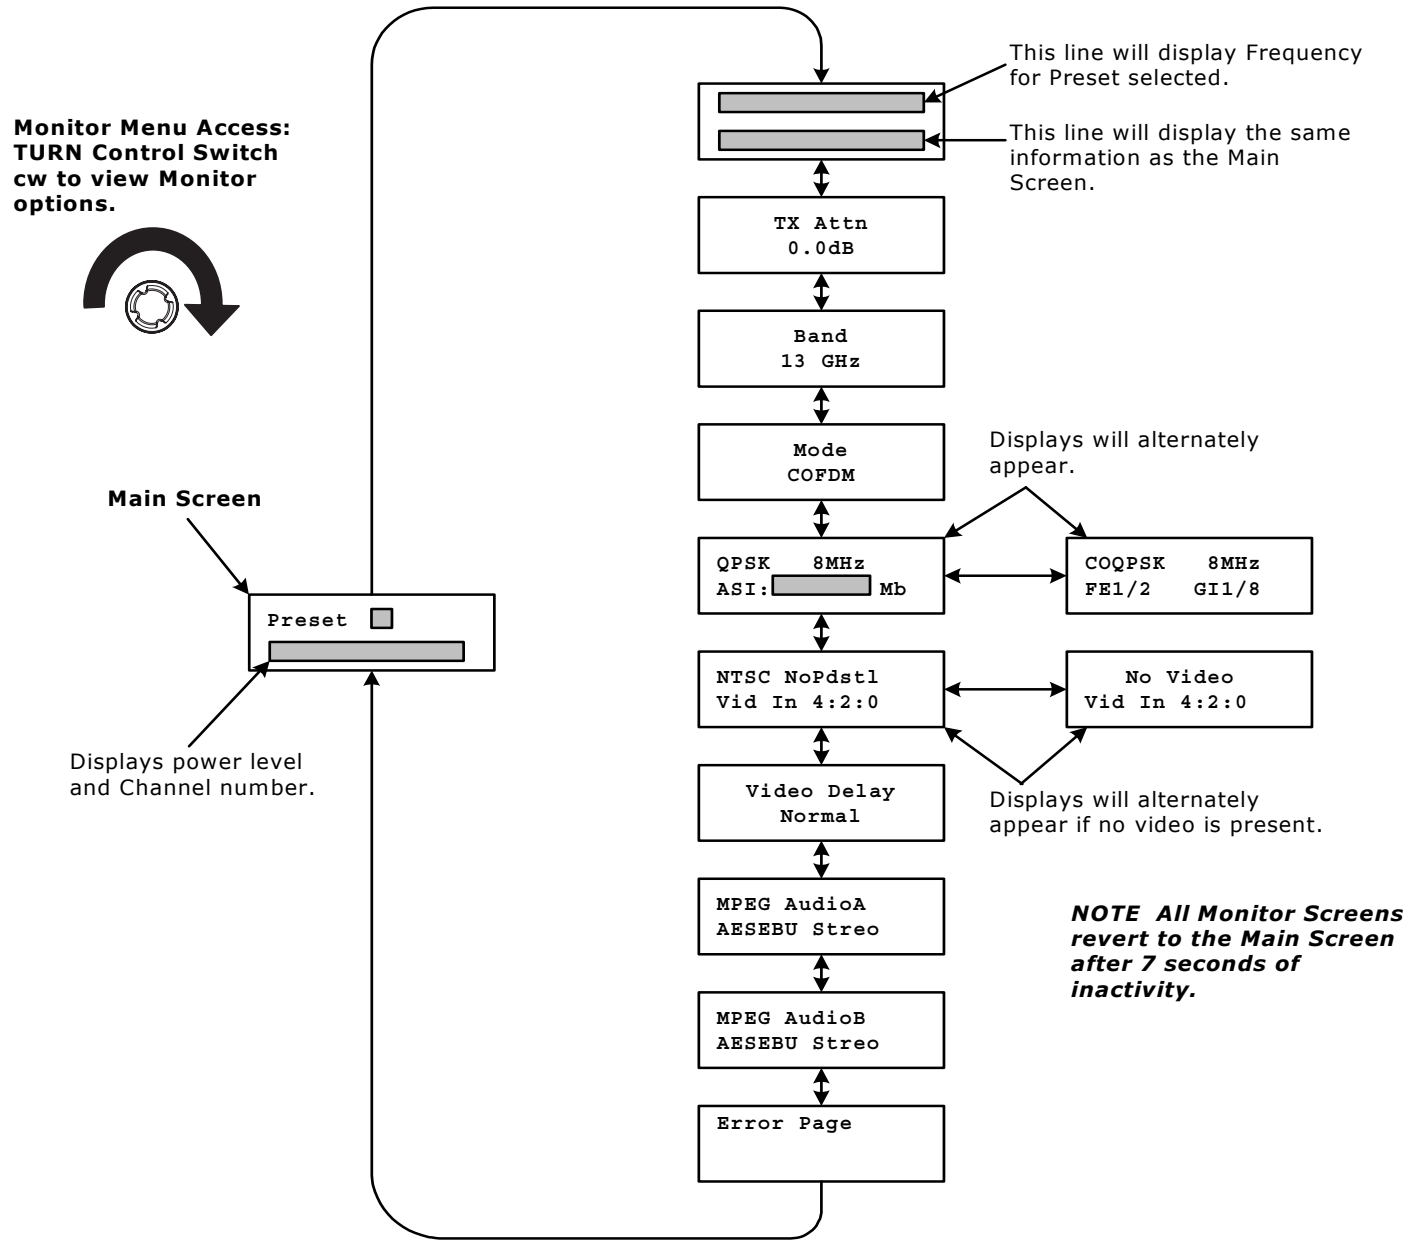 This line will display Frequency
for Preset selected.
Monitor Menu Access:
TURN Control Switch
cw to view Monitor
options.
This line will display the same
information as the Main
Screen.
TX Attn
0.0dB
Band
13 GHz
Mode
COFDM
Displays will alternately
appear.
Main Screen
QPSK 8MHz
ASI: Mb
COQPSK 8MHz
FE1/2 GI1/8
Preset
NTSC NoPdstl
Vid In 4:2:0
No Video
Vid In 4:2:0
Displays power level
and Channel number.
Video Delay
Normal
Displays will alternately
appear if no video is present.
MPEG AudioA
AESEBU Streo
NOTE All Monitor Screens
revert to the Main Screen
after 7 seconds of
inactivity.
MPEG AudioB
AESEBU Streo
Error Page